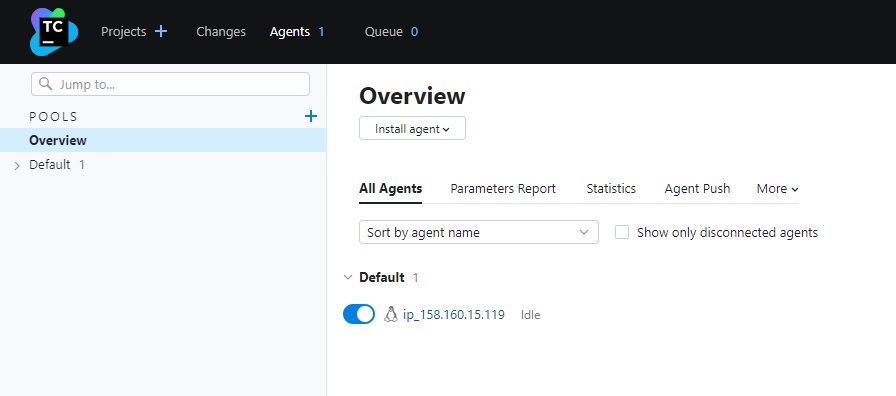 TC
Projects Changes Agents 1 Queue 0
Jump to...
POOLS
Overview
Default 1
Overview
Install agent
All Agents Parameters Report Statistics Agent Push More
Sort by agent name Show only disconnected agents
Default 1
ip_158.160.15.119 Idle